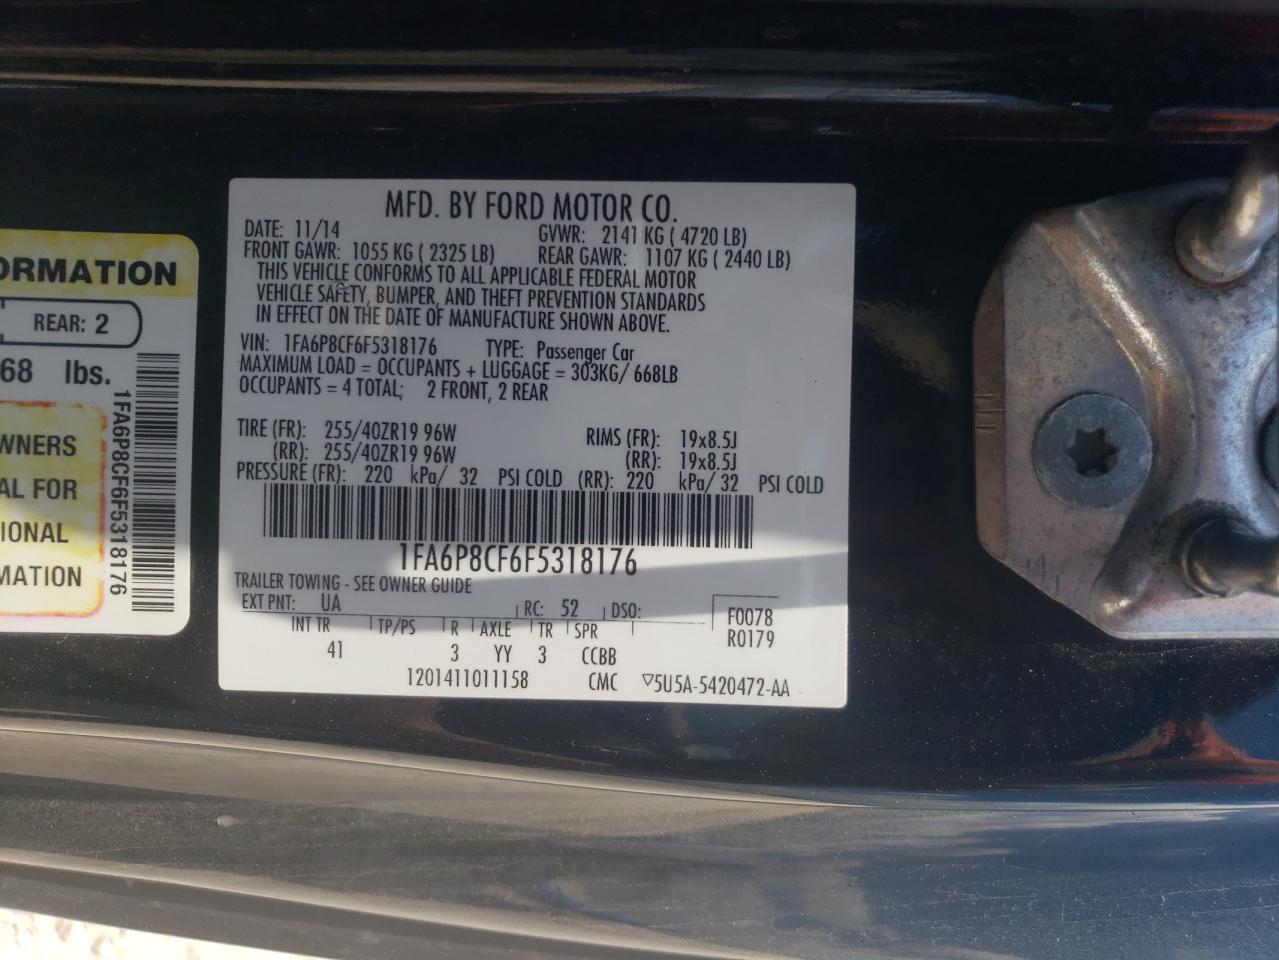 MFD. BY FORD MOTOR CO.
DATE: 11/14 GVWR: 2141 KG ( 4720 LB)
FRONT GAWR: 1055 KG ( 2325 LB) REAR GAWR: 1107 KG ( 2440 LB)
THIS VEHICLE CONFORMS TO ALL APPLICABLE FEDERAL MOTOR
VEHICLE SAFETY, BUMPER, AND THEFT PREVENTION STANDARDS
IN EFFECT ON THE DATE OF MANUFACTURE SHOWN ABOVE.
VIN: 1FA6P8CF6F5318176 TYPE: Passenger Car
MAXIMUM LOAD = OCCUPANTS + LUGGAGE = 303KG/ 668LB
OCCUPANTS = 4 TOTAL; 2 FRONT, 2 REAR
TIRE (FR): 255/40ZR19 96W RIMS (FR): 19x8.5J
(RR): 255/40ZR19 96W (RR): 19x8.5J
PRESSURE (FR): 220 kPa/ 32 PSI COLD (RR): 220 kPa/ 32 PSI COLD
1FA6P8CF6F5318176
TRAILER TOWING - SEE OWNER GUIDE
EXT PNT: UA RC: 52 DSO: F0078
INT TR TP/PS R AXLE TR SPR R0179
41 3 YY 3 CCBB
1201411011158 CMC ▽5U5A-5420472-AA
ORMATION
REAR: 2
68 lbs.
WNERS
AL FOR
IONAL
MATION
1FA6P8CF6F5318176